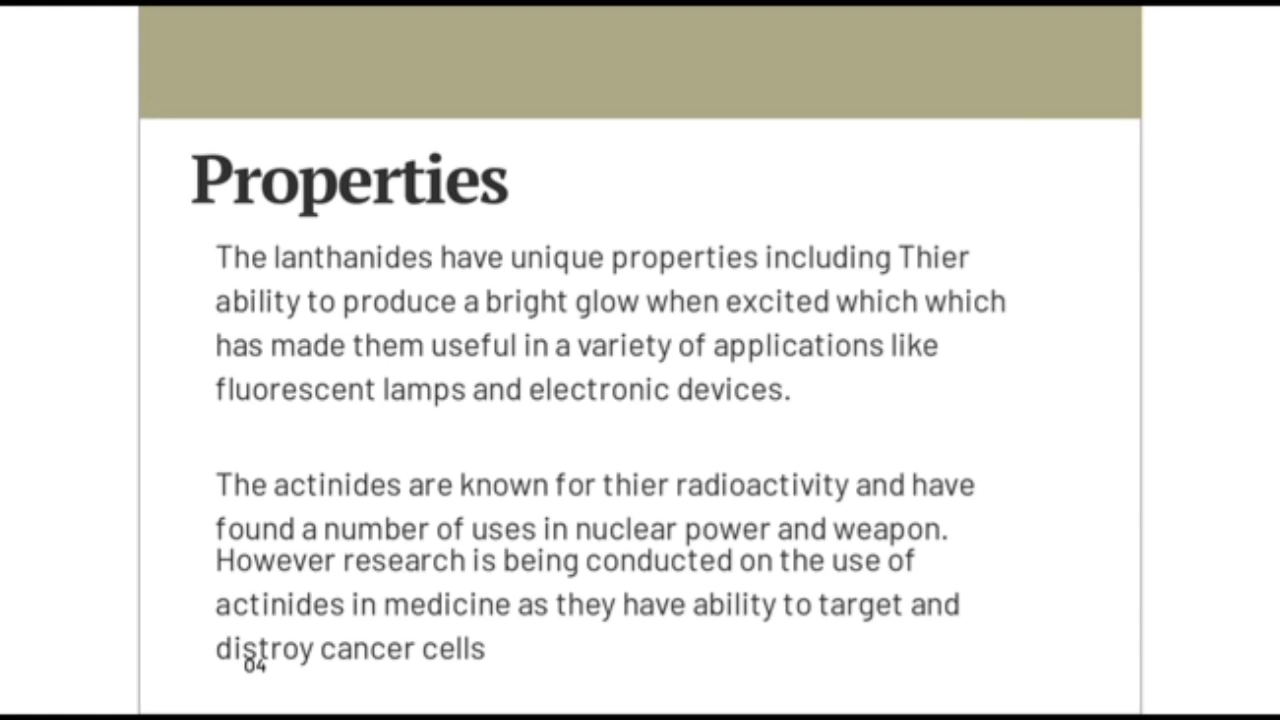 Properties
The lanthanides have unique properties including Thier
ability to produce a bright glow when excited which which
has made them useful in a variety of applications like
fluorescent lamps and electronic devices.
The actinides are known for thier radioactivity and have
found a number of uses in nuclear power and weapon.
However research is being conducted on the use of
actinides in medicine as they have ability to target and
distroy cancer cells
04